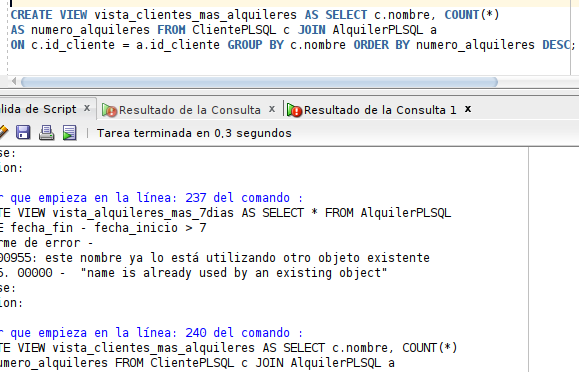 CREATE VIEW vista_clientes_mas_alquileres AS SELECT c.nombre, COUNT(*)
AS numero_alquileres FROM ClientePLSQL c JOIN AlquilerPLSQL a
ON c.id_cliente = a.id_cliente GROUP BY c.nombre ORDER BY numero_alquileres DESC;
lida de Script x Resultado de la Consulta x Resultado de la Consulta 1 x
Tarea terminada en 0,3 segundos
se:
ion:
r que empieza en la línea: 237 del comando :
TE VIEW vista_alquileres_mas_7dias AS SELECT * FROM AlquilerPLSQL
E fecha_fin - fecha_inicio > 7
rme de error -
00955: este nombre ya lo está utilizando otro objeto existente
5. 00000 - "name is already used by an existing object"
se:
ion:
r que empieza en la línea: 240 del comando :
TE VIEW vista_clientes_mas_alquileres AS SELECT c.nombre, COUNT(*)
umero_alquileres FROM ClientePLSQL c JOIN AlquilerPLSQL a